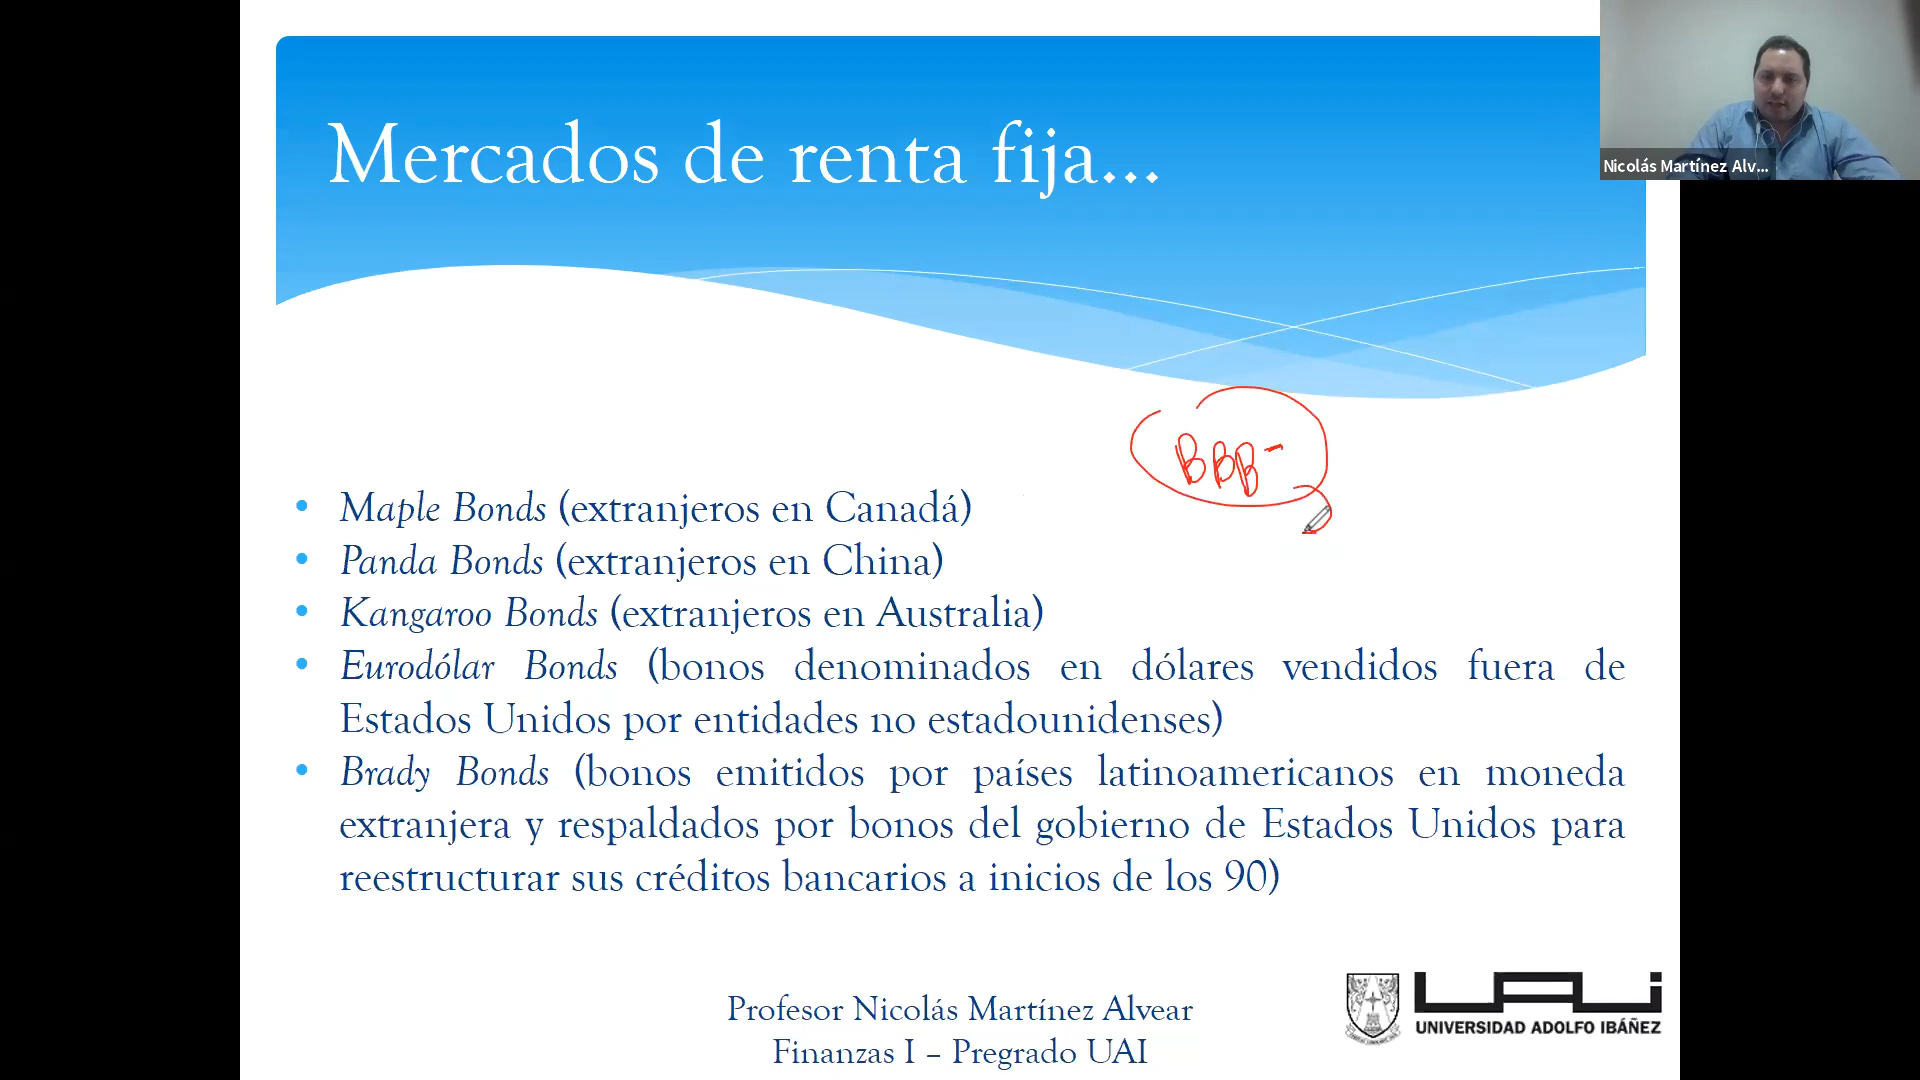 Mercados de renta fija...
Nicolás Martínez Alv...
BBB-
• Maple Bonds (extranjeros en Canadá)
• Panda Bonds (extranjeros en China)
• Kangaroo Bonds (extranjeros en Australia)
• Eurodólar Bonds (bonos denominados en dólares vendidos fuera de
Estados Unidos por entidades no estadounidenses)
• Brady Bonds (bonos emitidos por países latinoamericanos en moneda
extranjera y respaldados por bonos del gobierno de Estados Unidos para
reestructurar sus créditos bancarios a inicios de los 90)
Profesor Nicolás Martínez Alvear
Finanzas I – Pregrado UAI
UAI
UNIVERSIDAD ADOLFO IBÁÑEZ